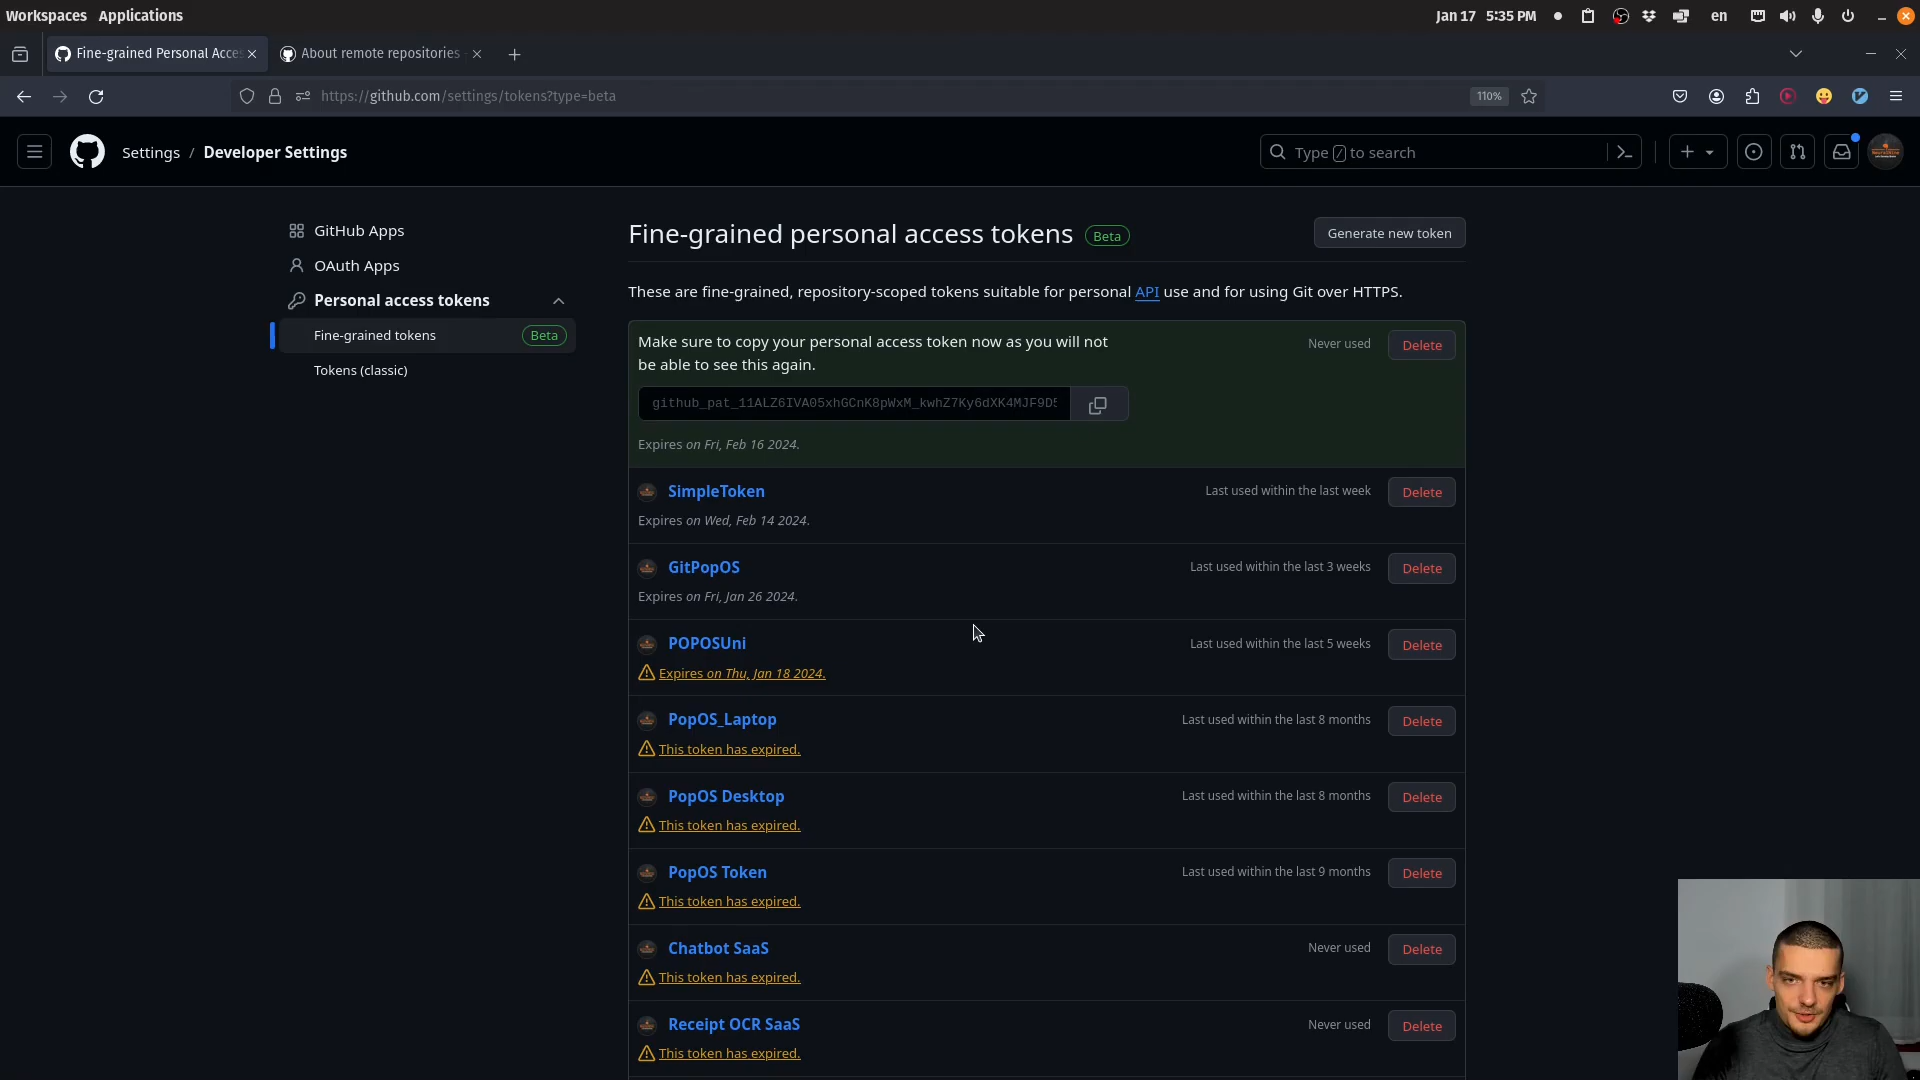 Workspaces Applications
Jan 17 5:35 PM
en
Fine-grained Personal Acce
About remote repositories
https://github.com/settings/tokens?type=beta
110%
Settings / Developer Settings
Type / to search
GitHub Apps
OAuth Apps
Personal access tokens
Fine-grained tokens Beta
Tokens (classic)
Fine-grained personal access tokens Beta
Generate new token
These are fine-grained, repository-scoped tokens suitable for personal API use and for using Git over HTTPS.
Make sure to copy your personal access token now as you will not
be able to see this again.
Never used Delete
Expires on Fri, Feb 16 2024.
SimpleToken
Last used within the last week Delete
Expires on Wed, Feb 14 2024.
GitPopOS
Last used within the last 3 weeks Delete
Expires on Fri, Jan 26 2024.
POPOSUni
Last used within the last 5 weeks Delete
Expires on Thu, Jan 18 2024.
PopOS_Laptop
Last used within the last 8 months Delete
This token has expired.
PopOS Desktop
Last used within the last 8 months Delete
This token has expired.
PopOS Token
Last used within the last 9 months Delete
This token has expired.
Chatbot SaaS
Never used Delete
This token has expired.
Receipt OCR SaaS
Never used Delete
This token has expired.